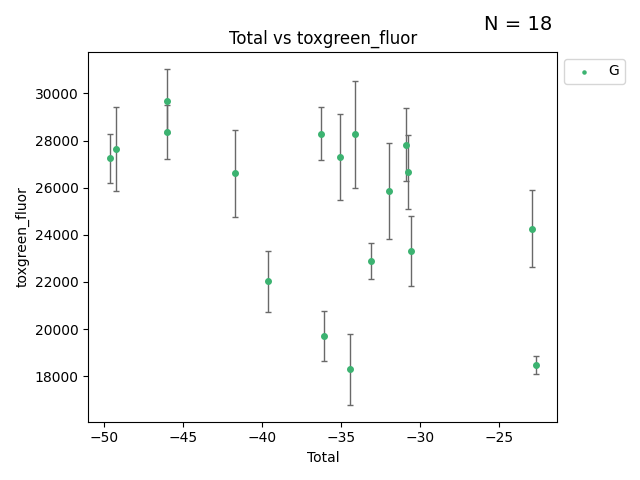 N = 18
Total vs toxgreen_fluor
G
30000
28000
26000
24000
22000
20000
18000
toxgreen_fluor
−50
−45
−40
−35
−30
−25
Total